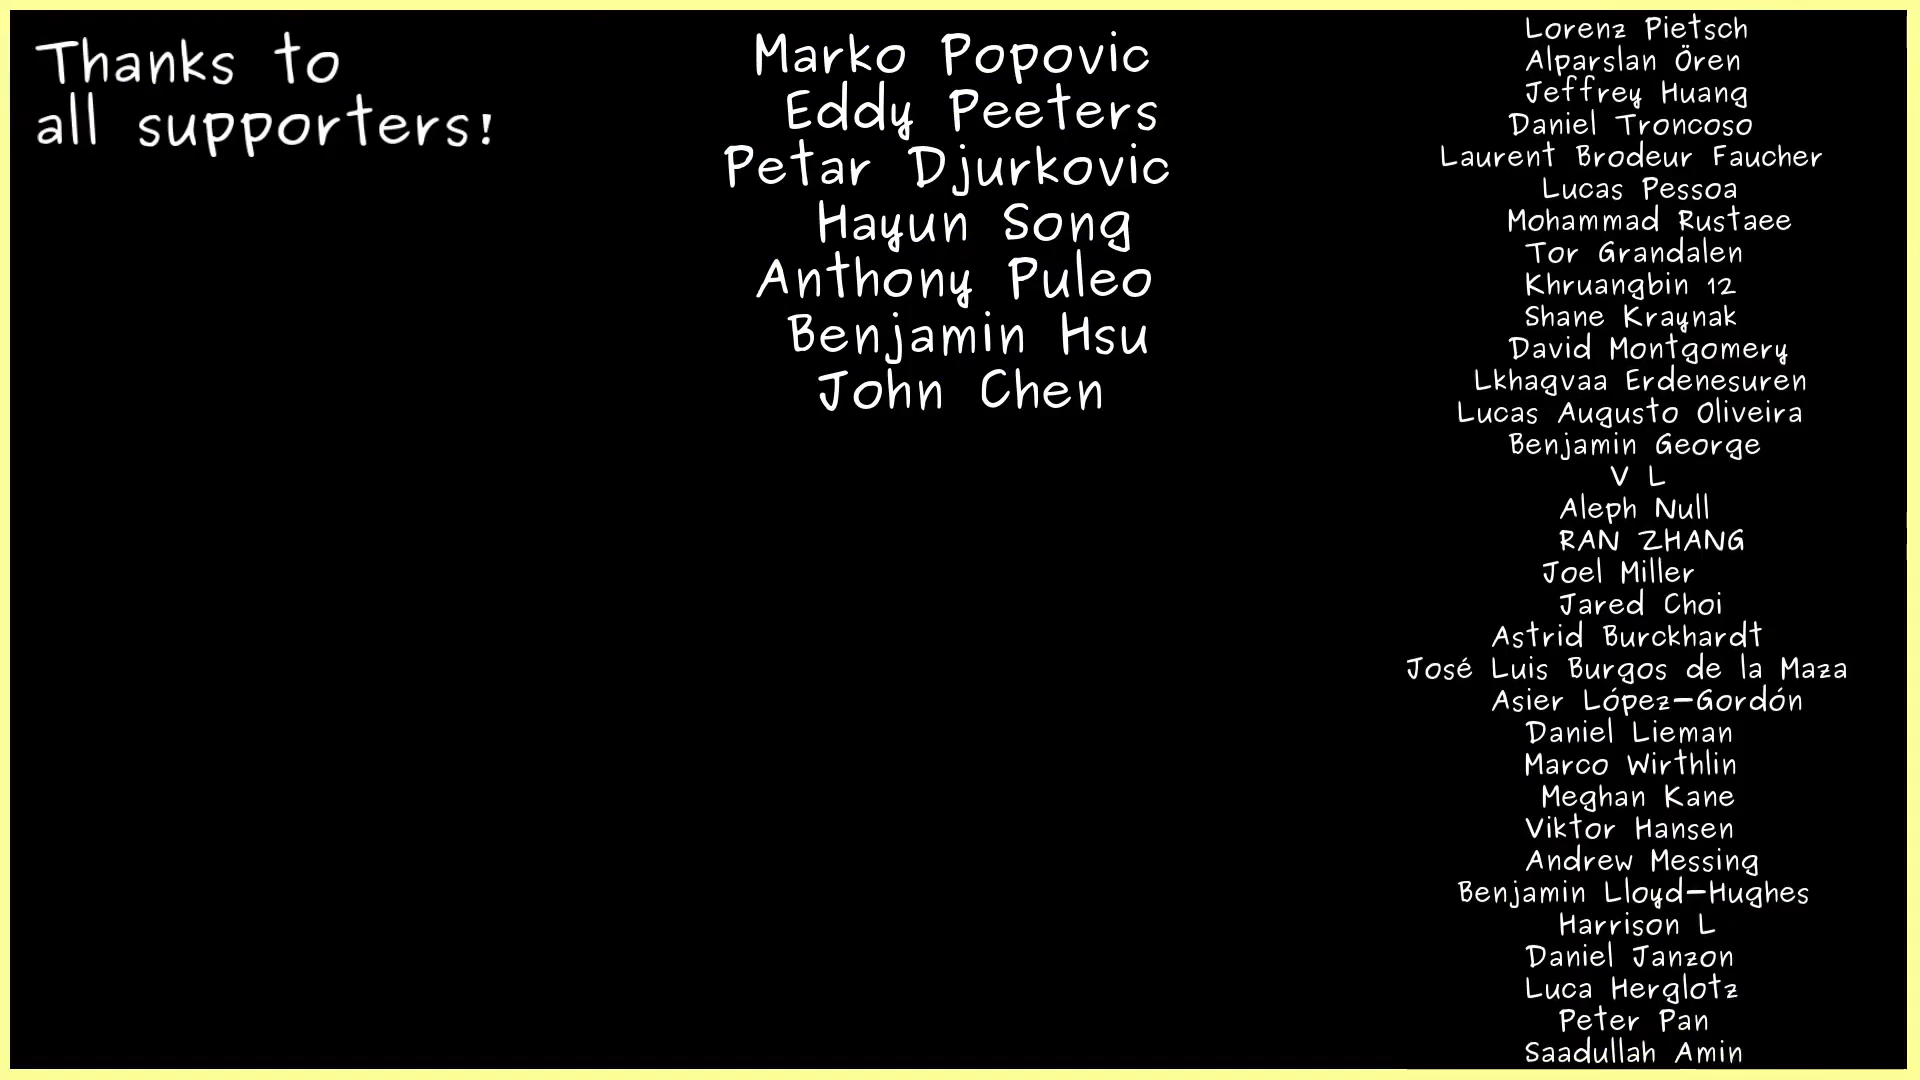 Thanks to
all supporters!
Marko Popovic
Eddy Peeters
Petar Djurkovic
Hayun Song
Anthony Puleo
Benjamin Hsu
John Chen
Lorenz Pietsch
Alparslan Ören
Jeffrey Huang
Daniel Troncoso
Laurent Brodeur Faucher
Lucas Pessoa
Mohammad Rustaee
Tor Grandalen
Khruangbin 12
Shane Kraynak
David Montgomery
Lkhagvaa Erdenesuren
Lucas Augusto Oliveira
Benjamin George
V L
Aleph Null
RAN ZHANG
Joel Miller
Jared Choi
Astrid Burckhardt
José Luis Burgos de la Maza
Asier López-Gordón
Daniel Lieman
Marco Wirthlin
Meghan Kane
Viktor Hansen
Andrew Messing
Benjamin Lloyd-Hughes
Harrison L
Daniel Janzon
Luca Herglotz
Peter Pan
Saadullah Amin